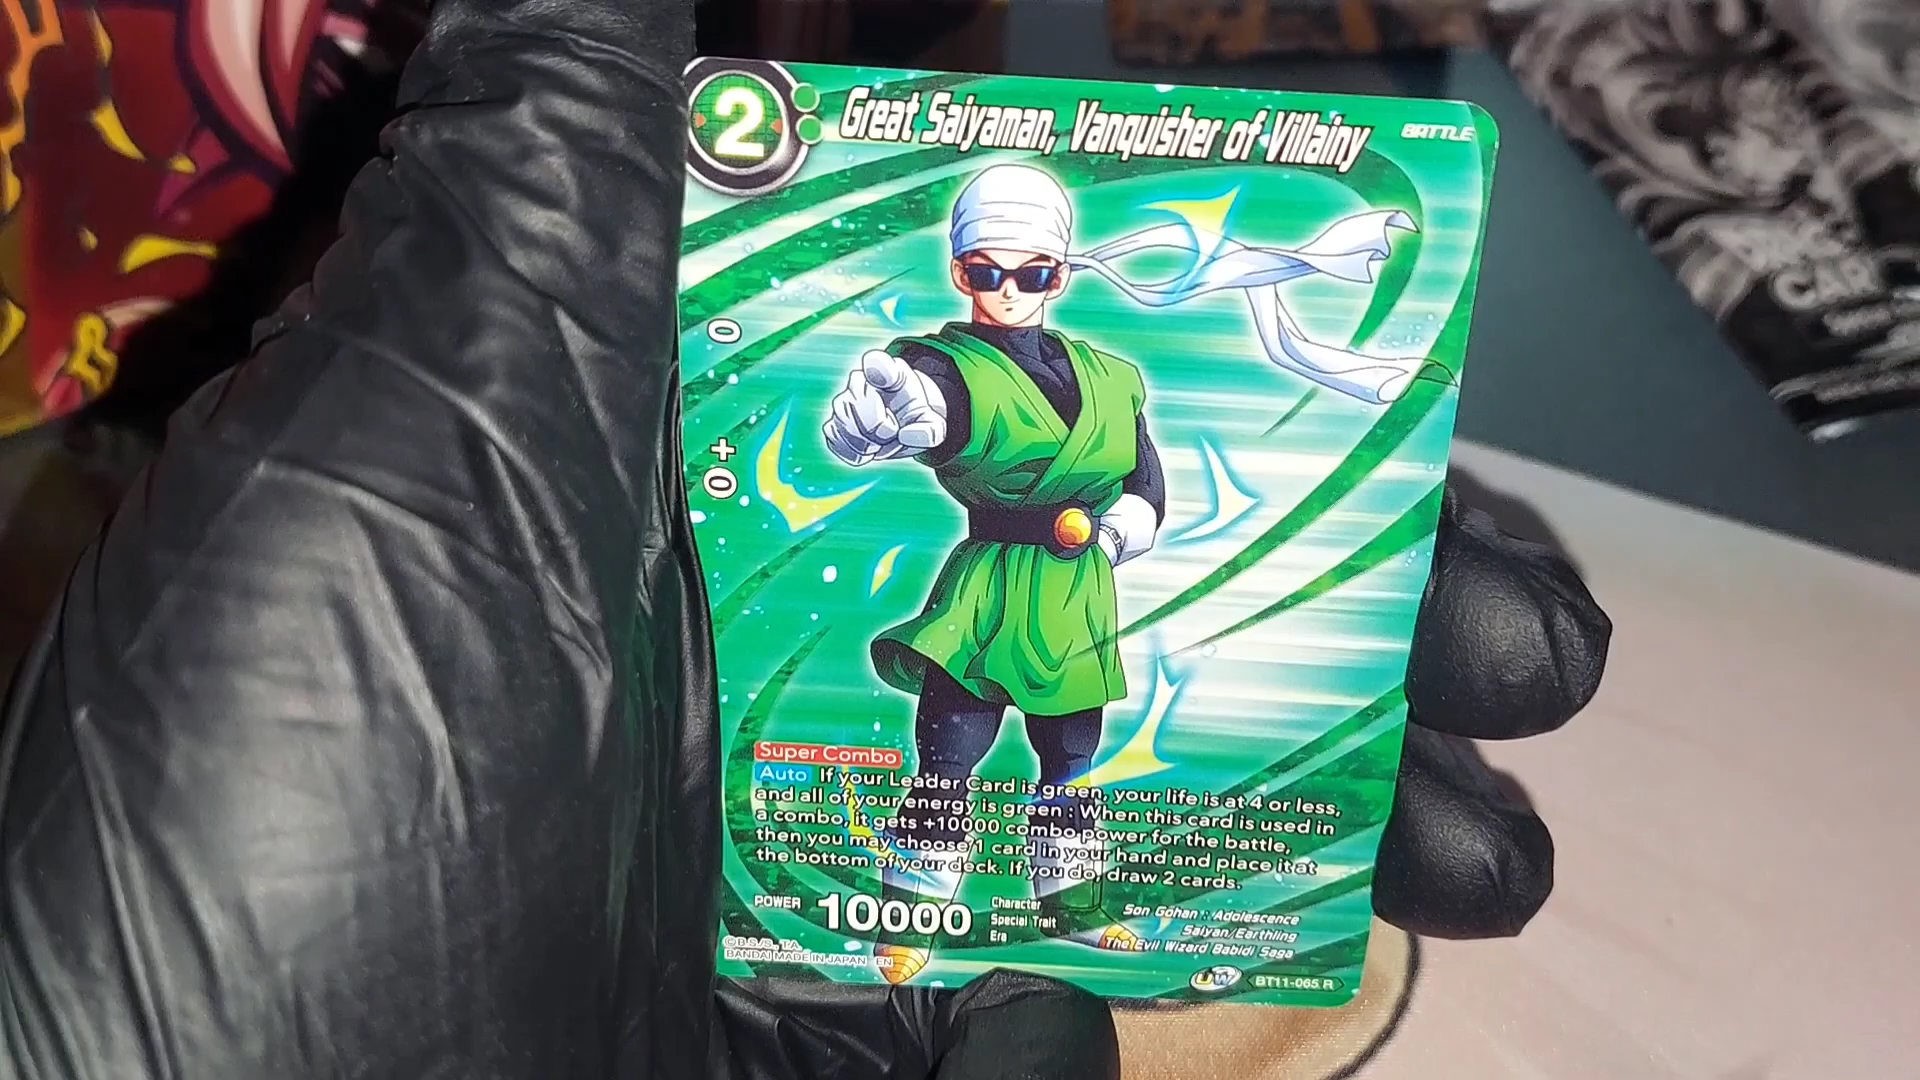 2
Great Saiyaman, Vanquisher of Villainy
BATTLE
0
0+
Super Combo
Auto If your Leader Card is green, your life is at 4 or less,
and all of your energy is green : When this card is used in
a combo, it gets +10000 combo power for the battle,
then you may choose 1 card in your hand and place it at
the bottom of your deck. If you do, draw 2 cards.
POWER 10000
Character Son Gohan : Adolescence
Special Trait Saiyan/Earthling
Era The Evil Wizard Babidi Saga
©B.S./S., T.A.
BANDAI MADE IN JAPAN EN
UW
BT11-065 R
CAR